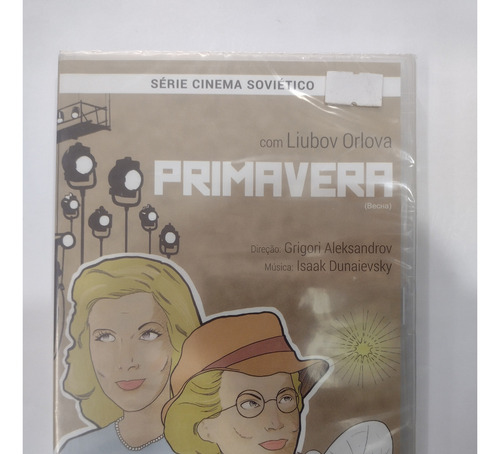 SÉRIE CINEMA SOVIÉTICO
com Liubov Orlova
PRIMAVERA
(Весна)
Direção: Grigori Aleksandrov
Música: Isaak Dunaievsky